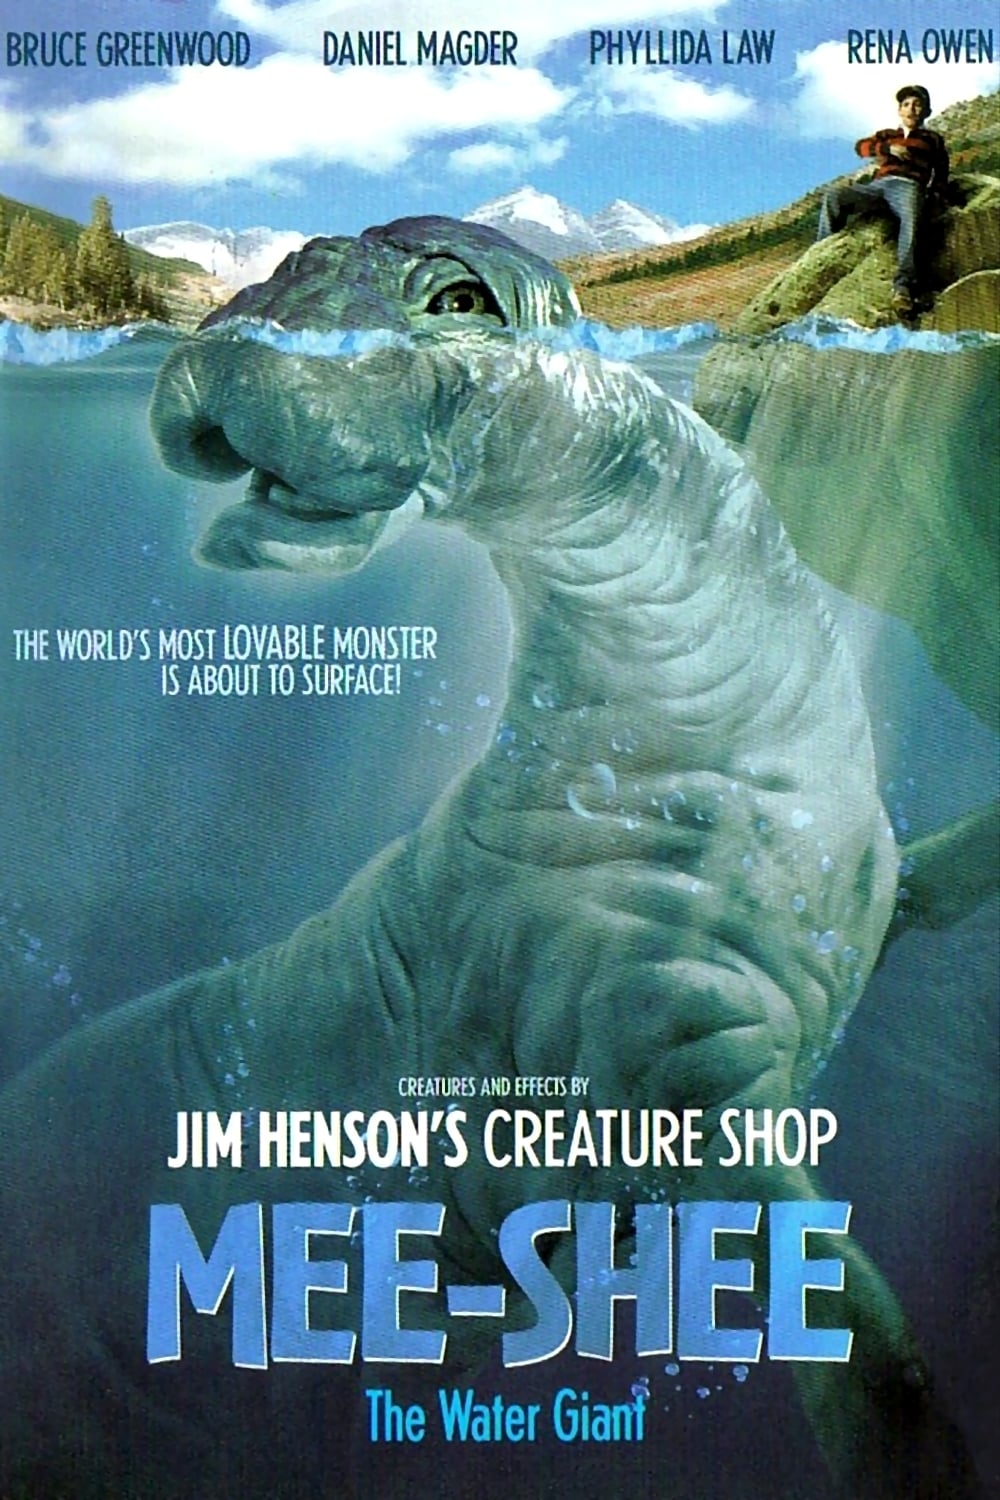 BRUCE GREENWOOD DANIEL MAGDER PHYLLIDA LAW RENA OWEN
THE WORLD'S MOST LOVABLE MONSTER
IS ABOUT TO SURFACE!
CREATURES AND EFFECTS BY
JIM HENSON'S CREATURE SHOP
MEE-SHEE
The Water Giant